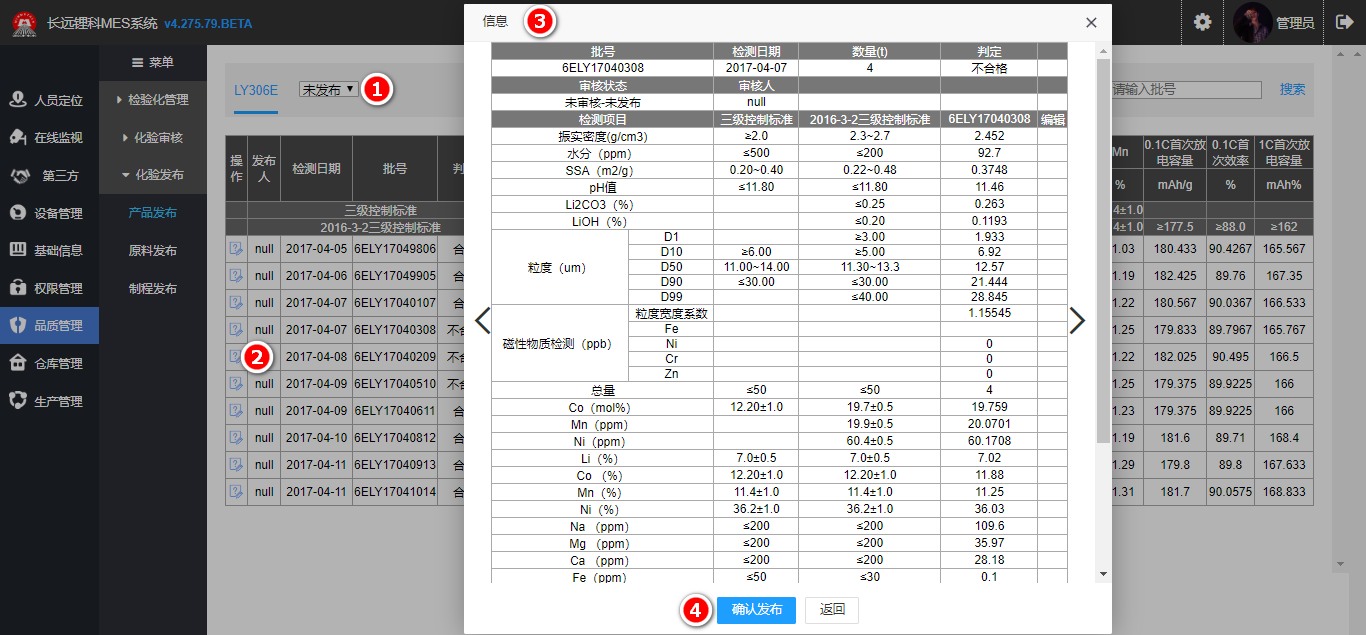 长远锂科MES系统 v4.275.79.BETA
管理员
人员定位
在线监视
第三方
设备管理
基础信息
权限管理
品质管理
仓库管理
生产管理
菜单
检验化管理
化验审核
化验发布
产品发布
原料发布
制程发布
LY306E 未发布 1
请输入批号 搜索
操作 发布人 检测日期 批号 判 Mn 0.1C首次放电容量 0.1C首次效率 1C首次放电容量
% mAh/g % mAh%
三级控制标准 4±1.0
2016-3-2三级控制标准 4±1.0 ≥177.5 ≥88.0 ≥162
null 2017-04-05 6ELY17049806 合 1.03 180.433 90.4267 165.567
null 2017-04-06 6ELY17049905 合 1.19 182.425 89.76 167.35
null 2017-04-07 6ELY17040107 合 1.22 180.567 90.0367 166.533
null 2017-04-07 6ELY17040308 不合 1.25 179.833 89.7967 165.767
2 null 2017-04-08 6ELY17040209 不合 1.22 182.025 90.495 166.5
null 2017-04-09 6ELY17040510 不合 1.25 179.375 89.9225 166
null 2017-04-09 6ELY17040611 合 1.23 179.375 89.9225 166
null 2017-04-10 6ELY17040812 合 1.19 181.6 89.71 168.4
null 2017-04-11 6ELY17040913 合 1.29 179.8 89.8 167.633
null 2017-04-11 6ELY17041014 合 1.31 181.7 90.0575 168.833
信息 3
批号 检测日期 数量(t) 判定
6ELY17040308 2017-04-07 4 不合格
审核状态 审核人
未审核-未发布 null
检测项目 三级控制标准 2016-3-2三级控制标准 6ELY17040308 编辑
振实密度(g/cm3) ≥2.0 2.3~2.7 2.452
水分（ppm） ≤500 ≤200 92.7
SSA（m2/g） 0.20~0.40 0.22~0.48 0.3748
pH值 ≤11.80 ≤11.80 11.46
Li2CO3（%） ≤0.25 0.263
LiOH（%） ≤0.20 0.1193
粒度（um） D1 ≥3.00 1.933
D10 ≥6.00 ≥5.00 6.92
D50 11.00~14.00 11.30~13.3 12.57
D90 ≤30.00 ≤30.00 21.444
D99 ≤40.00 28.845
磁性物质检测（ppb） 粒度宽度系数 1.15545
Fe
Ni 0
Cr 0
Zn 0
总量 ≤50 ≤50 4
Co（mol%） 12.20±1.0 19.7±0.5 19.759
Mn（ppm） 19.9±0.5 20.0701
Ni（ppm） 60.4±0.5 60.1708
Li（%） 7.0±0.5 7.0±0.5 7.02
Co （%） 12.20±1.0 12.20±1.0 11.88
Mn（%） 11.4±1.0 11.4±1.0 11.25
Ni（%） 36.2±1.0 36.2±1.0 36.03
Na （ppm） ≤200 ≤200 109.6
Mg （ppm） ≤200 ≤200 35.97
Ca （ppm） ≤200 ≤200 28.18
Fe（ppm） ≤50 ≤30 0.1
4 确认发布 返回